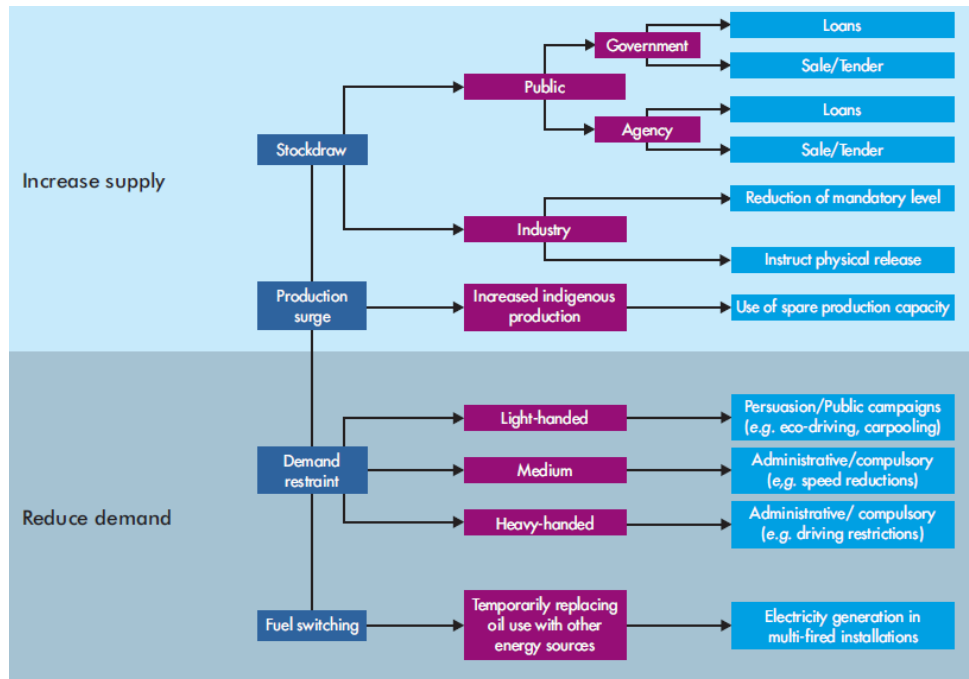 Increase supply
Stockdraw
Public
Government
Loans
Sale/Tender
Agency
Loans
Sale/Tender
Industry
Reduction of mandatory level
Instruct physical release
Production
surge
Increased indigenous
production
Use of spare production capacity
Reduce demand
Demand
restraint
Light-handed
Persuasion/Public campaigns
(e.g. eco-driving, carpooling)
Medium
Administrative/compulsory
(e,g. speed reductions)
Heavy-handed
Administrative/ compulsory
(e.g. driving restrictions)
Fuel switching
Temporarily replacing
oil use with other
energy sources
Electricity generation in
multi-fired installations